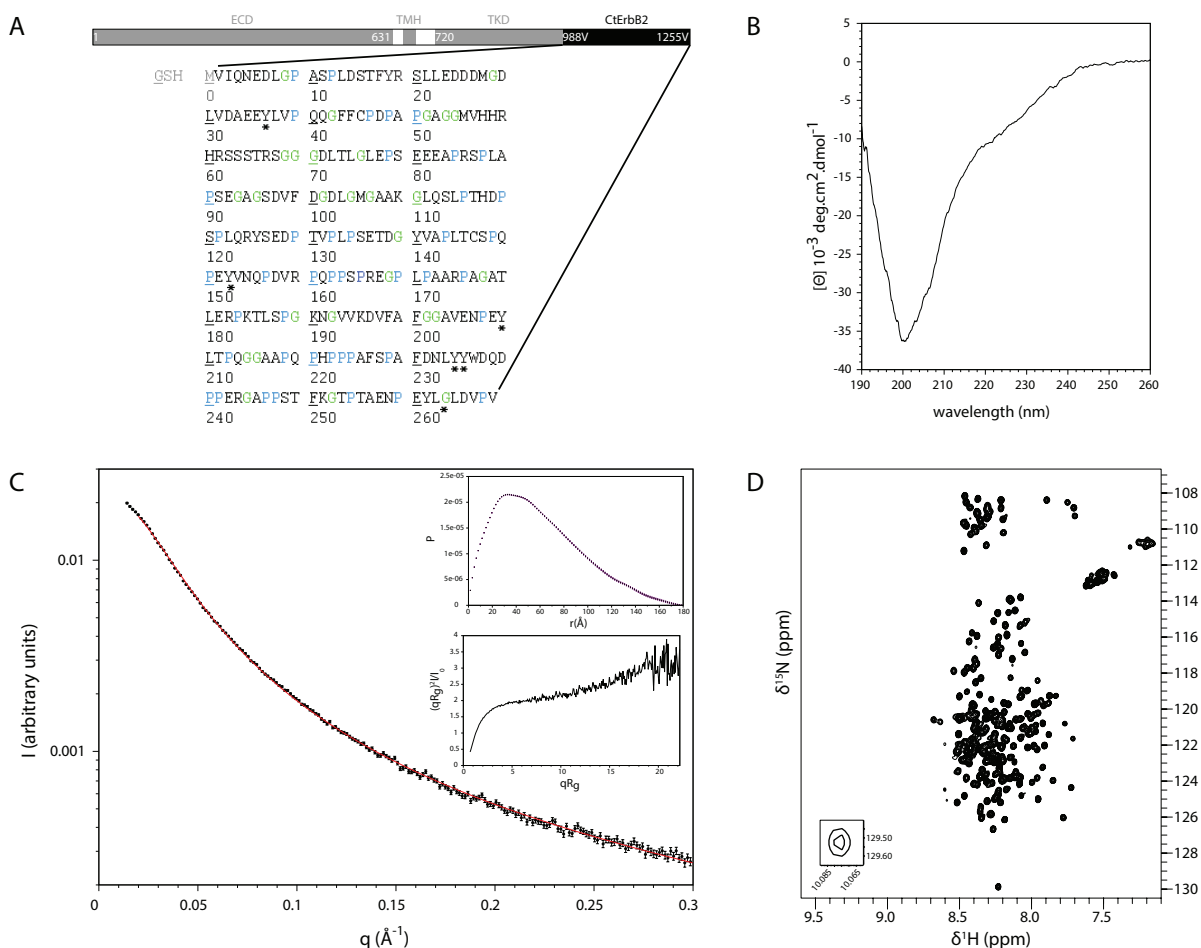 A
ECD TMH TKD CtErbB2
1 631 720 988V 1255V
GSH MVIQNEDLGP ASPLDSTFYR SLLEDDDMGD
0 10 20
LVDAEEYLVP QQGFFCPDPA PGAGGMVHHR
*
30 40 50
HRSSSTRSGG GDLTLGLEPS EEEAPRSPLA
60 70 80
PSEGAGSDVF DGDLGMGAAK GLQSLPTHDP
90 100 110
SPLQRYSEDP TVPLPSETDG YVAPLTCSPQ
120 130 140
PEYVNQPDVR PQPPSPREGP LPAARPAGAT
*
150 160 170
LERPKTLSPG KNGVVKDVFA FGGAVENPEY
*
180 190 200
LTPQGGAAPQ PHPPPAFSPA FDNLYYWDQD
**
210 220 230
PPERGAPPST FKGTPTAENP EYLGLDVPV
*
240 250 260
B
5
0
-5
-10
-15
-20
-25
-30
-35
-40
[Θ] 10⁻³ deg.cm².dmol⁻¹
190 200 210 220 230 240 250 260
wavelength (nm)
C
0.01
0.001
I (arbitrary units)
0 0.05 0.1 0.15 0.2 0.25 0.3
q (Å⁻¹)
2.5e-05
2e-05
1.5e-05
1e-05
5e-06
0
P
0 20 40 60 80 100 120 140 160 180
r(Å)
4
3.5
3
2.5
2
1.5
1
0.5
0
(qRg)²I/I₀
0 5 10 15 20
qRg
D
108
110
112
114
116
118
120
122
124
126
128
130
δ¹⁵N (ppm)
129.50
129.60
10.085 10.065
9.5 9.0 8.5 8.0 7.5
δ¹H (ppm)